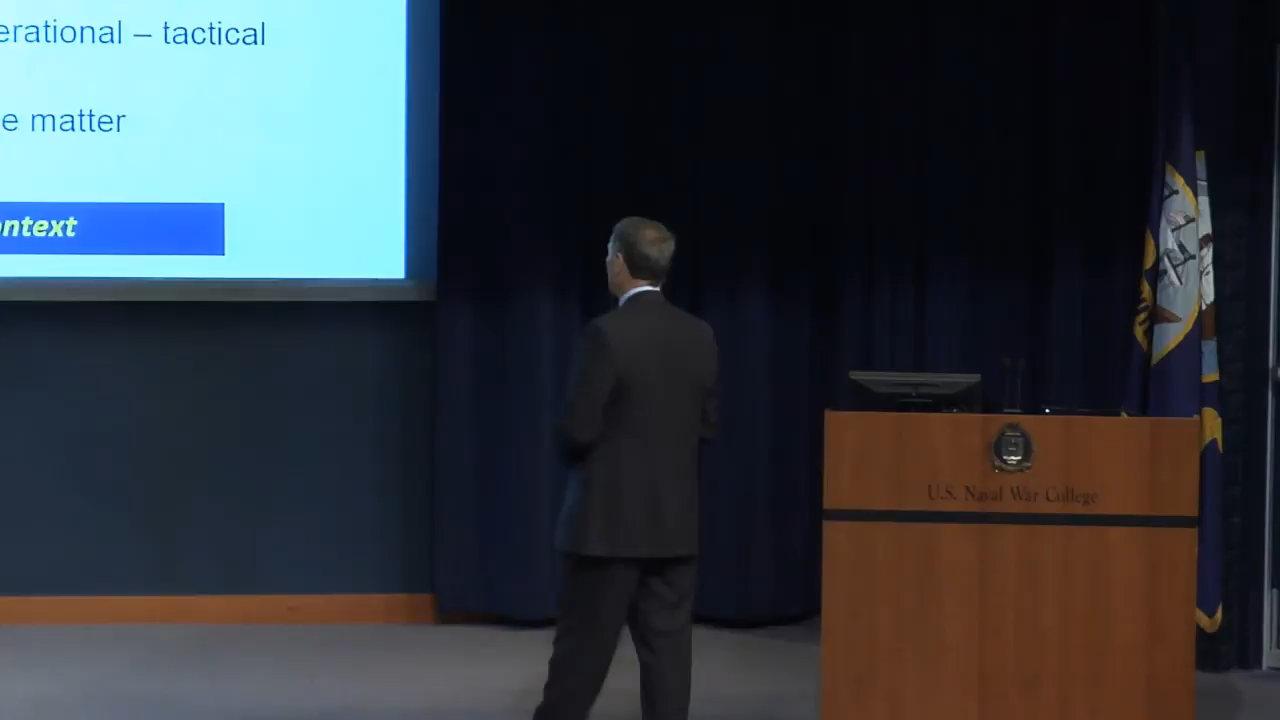 erational – tactical
e matter
ntext
U.S. Naval War College